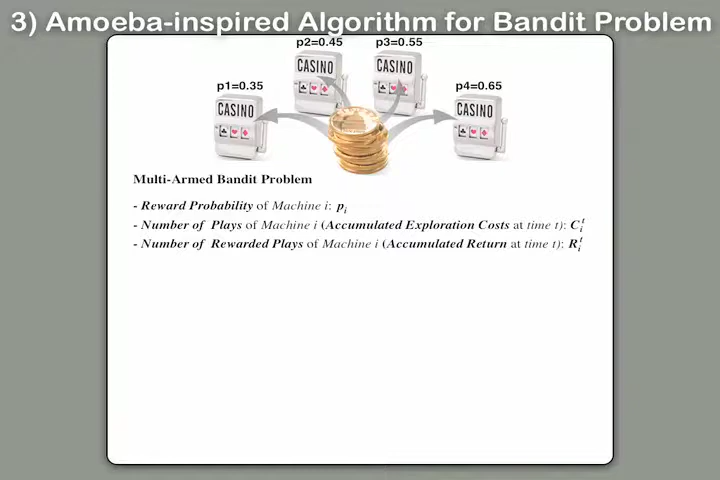 3) Amoeba-inspired Algorithm for Bandit Problem
p2=0.45 p3=0.55
CASINO CASINO
p1=0.35 p4=0.65
CASINO CASINO
Multi-Armed Bandit Problem
- Reward Probability of Machine i: pᵢ
- Number of Plays of Machine i (Accumulated Exploration Costs at time t): Cᵢᵗ
- Number of Rewarded Plays of Machine i (Accumulated Return at time t): Rᵢᵗ